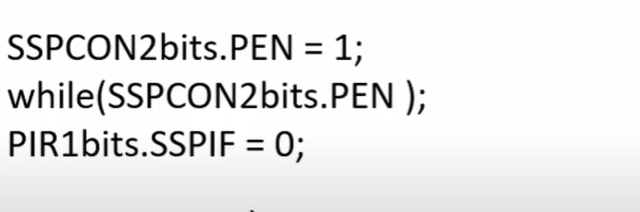 SSPCON2bits.PEN = 1;
while(SSPCON2bits.PEN );
PIR1bits.SSPIF = 0;